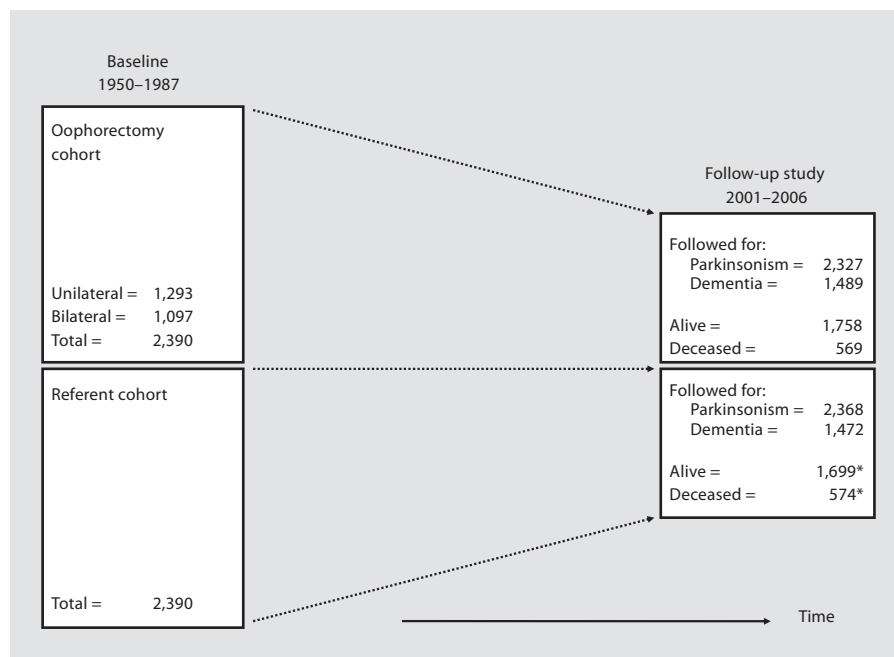 Baseline
1950–1987
Oophorectomy
cohort
Unilateral = 1,293
Bilateral = 1,097
Total = 2,390
Referent cohort
Total = 2,390
Follow-up study
2001–2006
Followed for:
Parkinsonism = 2,327
Dementia = 1,489
Alive = 1,758
Deceased = 569
Followed for:
Parkinsonism = 2,368
Dementia = 1,472
Alive = 1,699*
Deceased = 574*
Time